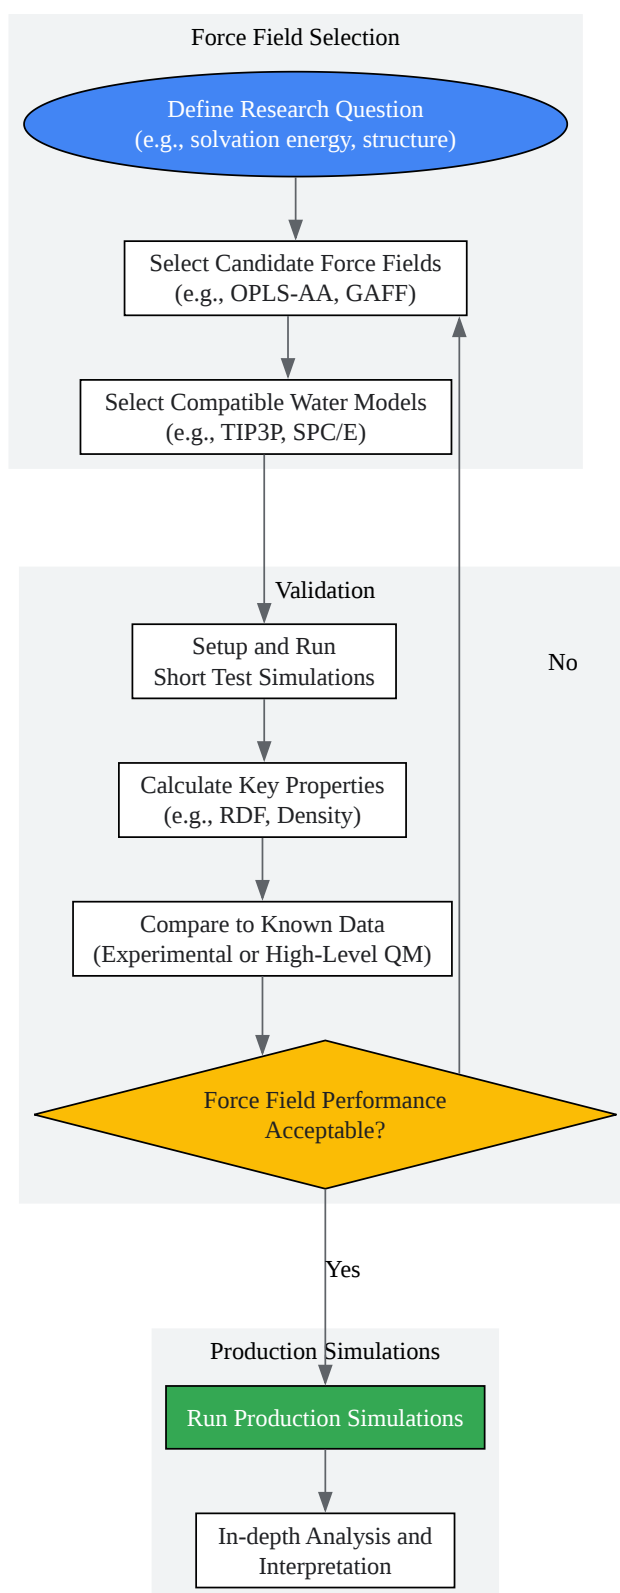 Force Field Selection
Define Research Question
(e.g., solvation energy, structure)
Select Candidate Force Fields
(e.g., OPLS-AA, GAFF)
Select Compatible Water Models
(e.g., TIP3P, SPC/E)
Validation
Setup and Run
Short Test Simulations
No
Calculate Key Properties
(e.g., RDF, Density)
Compare to Known Data
(Experimental or High-Level QM)
Force Field Performance
Acceptable?
Yes
Production Simulations
Run Production Simulations
In-depth Analysis and
Interpretation